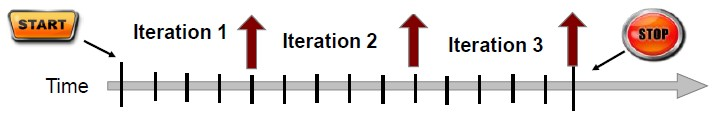 START
Iteration 1
Iteration 2
Iteration 3
STOP
Time